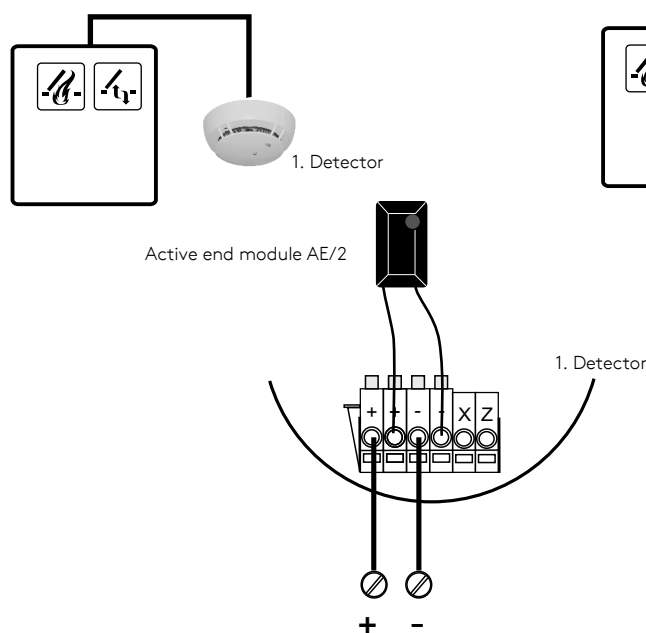 1. Detector
Active end module AE/2
1. Detector
+ + - - X Z
+ -